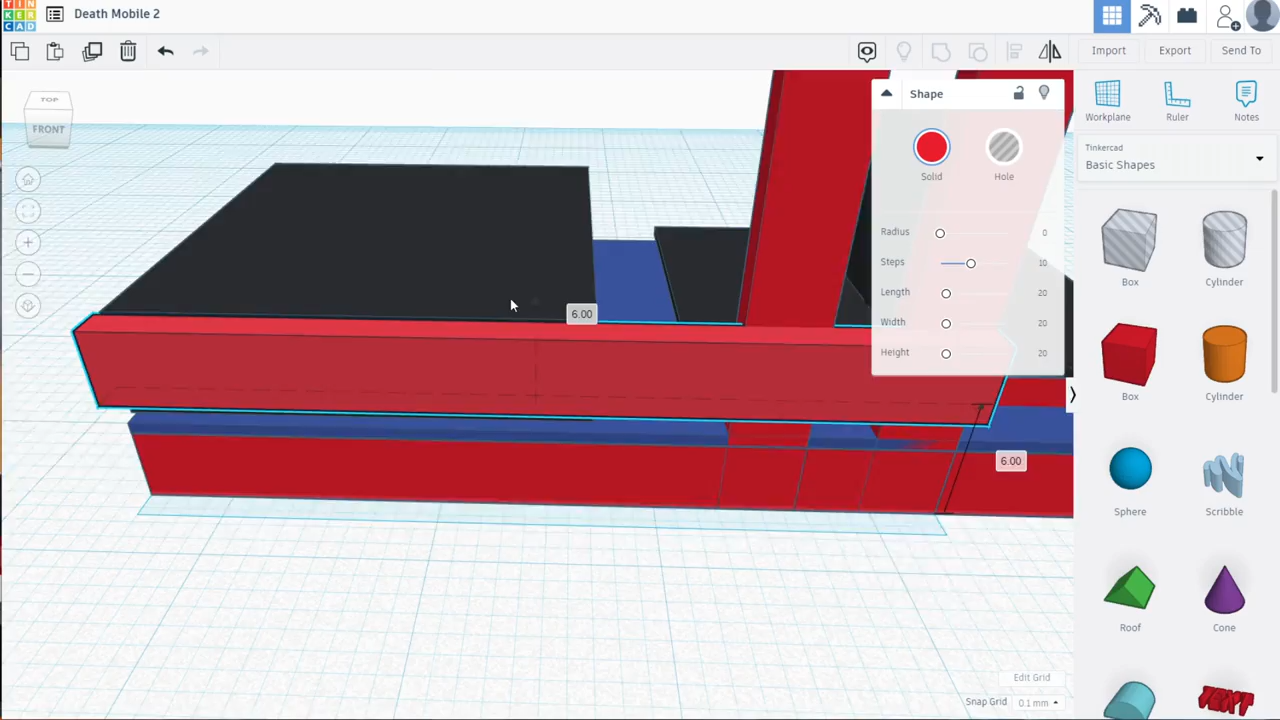 TIN
KER
CAD
Death Mobile 2
Import
Export
Send To
TOP
FRONT
Shape
Solid
Hole
Radius 0
Steps 10
Length 20
Width 20
Height 20
Workplane
Ruler
Notes
Tinkercad
Basic Shapes
Box
Cylinder
Box
Cylinder
Sphere
Scribble
Roof
Cone
TEXT
6.00
6.00
Edit Grid
Snap Grid 0.1 mm